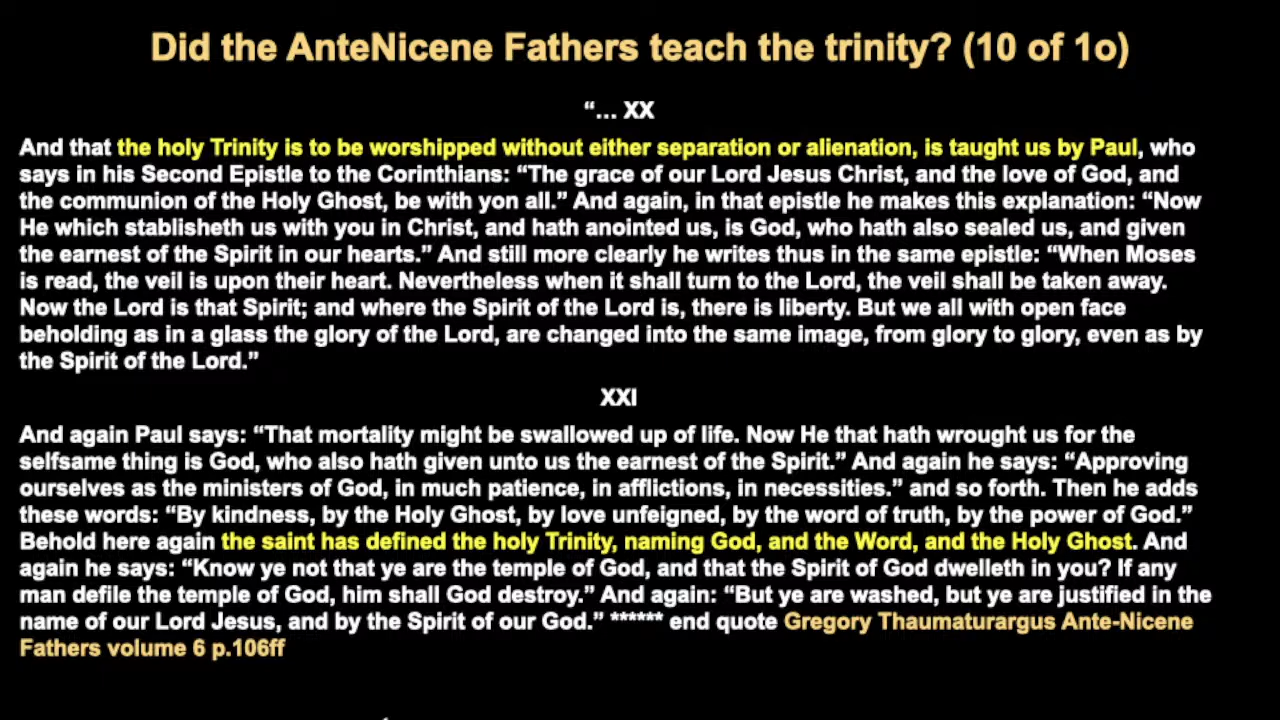 Did the AnteNicene Fathers teach the trinity? (10 of 1o)
“... XX
And that the holy Trinity is to be worshipped without either separation or alienation, is taught us by Paul, who
says in his Second Epistle to the Corinthians: “The grace of our Lord Jesus Christ, and the love of God, and
the communion of the Holy Ghost, be with yon all.” And again, in that epistle he makes this explanation: “Now
He which stablisheth us with you in Christ, and hath anointed us, is God, who hath also sealed us, and given
the earnest of the Spirit in our hearts.” And still more clearly he writes thus in the same epistle: “When Moses
is read, the veil is upon their heart. Nevertheless when it shall turn to the Lord, the veil shall be taken away.
Now the Lord is that Spirit; and where the Spirit of the Lord is, there is liberty. But we all with open face
beholding as in a glass the glory of the Lord, are changed into the same image, from glory to glory, even as by
the Spirit of the Lord.”
XXI
And again Paul says: “That mortality might be swallowed up of life. Now He that hath wrought us for the
selfsame thing is God, who also hath given unto us the earnest of the Spirit.” And again he says: “Approving
ourselves as the ministers of God, in much patience, in afflictions, in necessities.” and so forth. Then he adds
these words: “By kindness, by the Holy Ghost, by love unfeigned, by the word of truth, by the power of God.”
Behold here again the saint has defined the holy Trinity, naming God, and the Word, and the Holy Ghost. And
again he says: “Know ye not that ye are the temple of God, and that the Spirit of God dwelleth in you? If any
man defile the temple of God, him shall God destroy.” And again: “But ye are washed, but ye are justified in the
name of our Lord Jesus, and by the Spirit of our God.” ****** end quote Gregory Thaumaturargus Ante-Nicene
Fathers volume 6 p.106ff